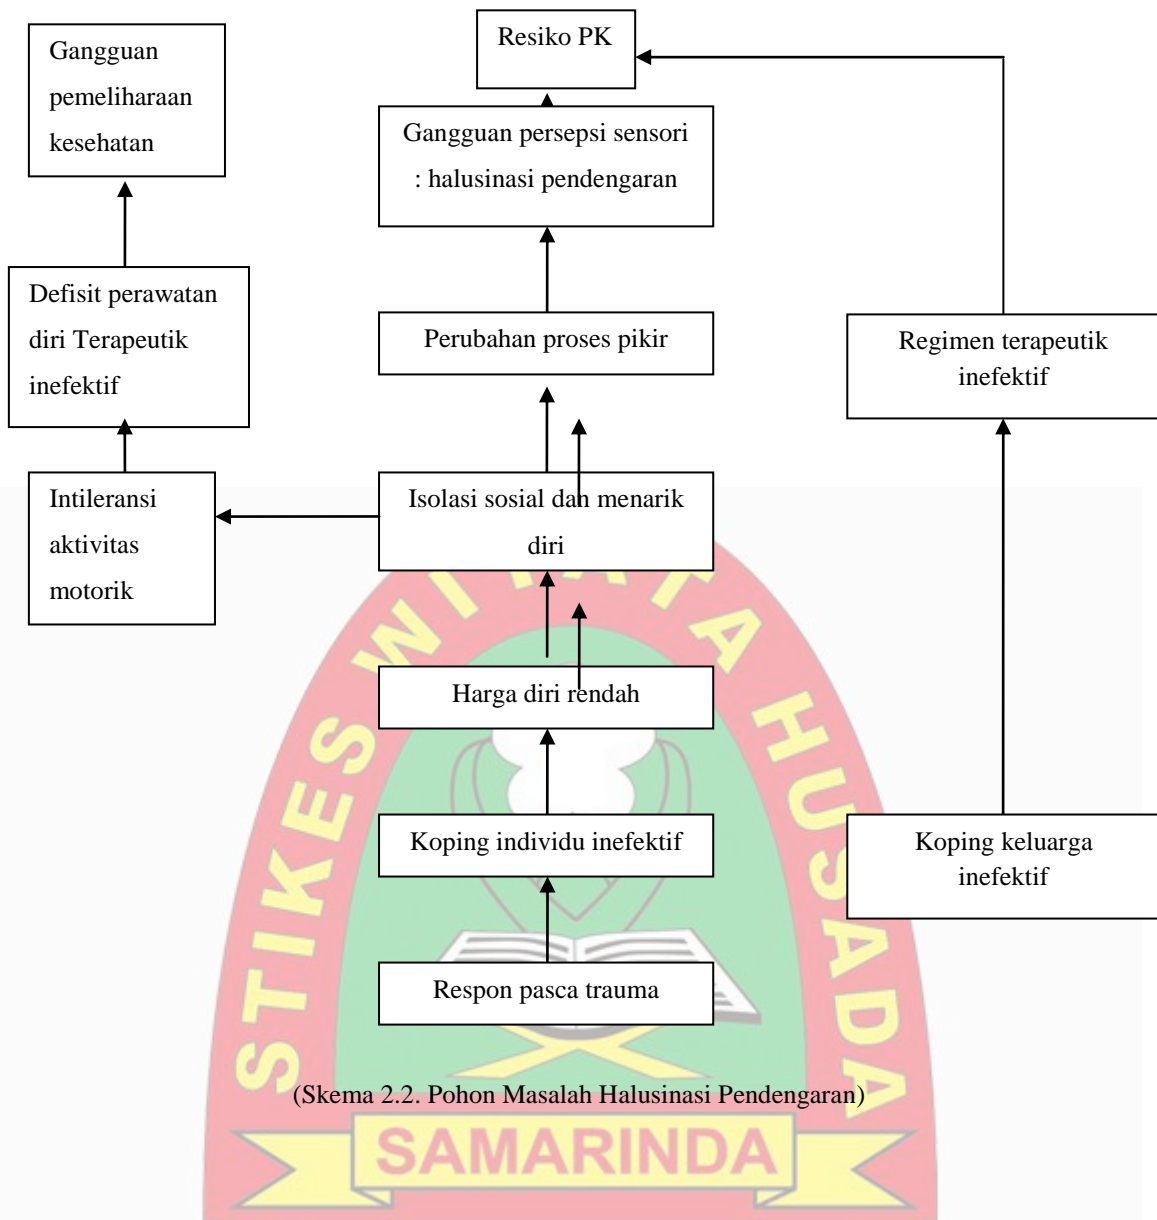 Resiko PK
Gangguan
pemeliharaan
kesehatan
Gangguan persepsi sensori
: halusinasi pendengaran
Defisit perawatan
diri Terapeutik
inefektif
Perubahan proses pikir
Regimen terapeutik
inefektif
Intileransi
aktivitas
motorik
Isolasi sosial dan menarik
diri
Harga diri rendah
Koping individu inefektif
Koping keluarga
inefektif
Respon pasca trauma
(Skema 2.2. Pohon Masalah Halusinasi Pendengaran)
STIKES WIYATA HUSADA
SAMARINDA